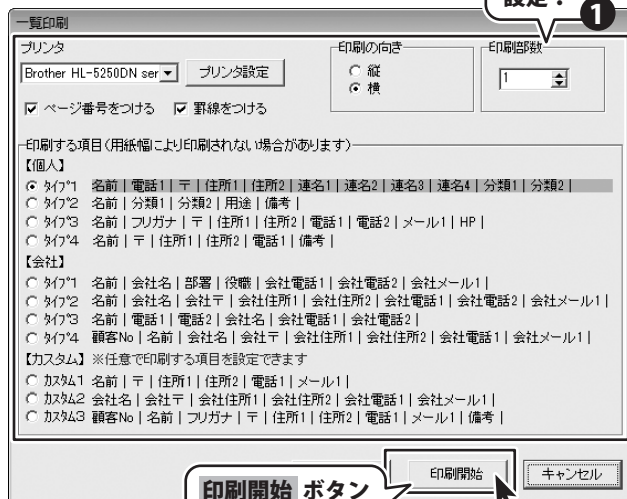 設定！
1
一覧印刷
プリンタ
Brother HL-5250DN ser
プリンタ設定
印刷の向き
縦
横
印刷部数
1
ページ番号をつける 罫線をつける
印刷する項目(用紙幅により印刷されない場合があります)
【個人】
ﾀｲﾌﾟ1 名前 | 電話1 | 〒 | 住所1 | 住所2 | 連名1 | 連名2 | 連名3 | 連名4 | 分類1 | 分類2 |
ﾀｲﾌﾟ2 名前 | 分類1 | 分類2 | 用途 | 備考 |
ﾀｲﾌﾟ3 名前 | フリガナ | 〒 | 住所1 | 住所2 | 電話1 | 電話2 | メール1 | HP |
ﾀｲﾌﾟ4 名前 | 〒 | 住所1 | 住所2 | 電話1 | 備考 |
【会社】
ﾀｲﾌﾟ1 名前 | 会社名 | 部署 | 役職 | 会社電話1 | 会社電話2 | 会社メール1 |
ﾀｲﾌﾟ2 名前 | 会社名 | 会社〒 | 会社住所1 | 会社住所2 | 会社電話1 | 会社電話2 | 会社メール1 |
ﾀｲﾌﾟ3 名前 | 電話1 | 電話2 | 会社名 | 会社電話1 | 会社電話2 |
ﾀｲﾌﾟ4 顧客No | 名前 | 会社名 | 会社〒 | 会社住所1 | 会社住所2 | 会社電話1 | 会社メール1 |
【カスタム】 ※任意で印刷する項目を設定できます
ｶｽﾀﾑ1 名前 | 〒 | 住所1 | 住所2 | 電話1 | メール1 |
ｶｽﾀﾑ2 会社名 | 会社〒 | 会社住所1 | 会社住所2 | 会社電話1 | 会社メール1 |
ｶｽﾀﾑ3 顧客No | 名前 | フリガナ | 〒 | 住所1 | 住所2 | 電話1 | メール1 | 備考 |
印刷開始
キャンセル
印刷開始 ボタン